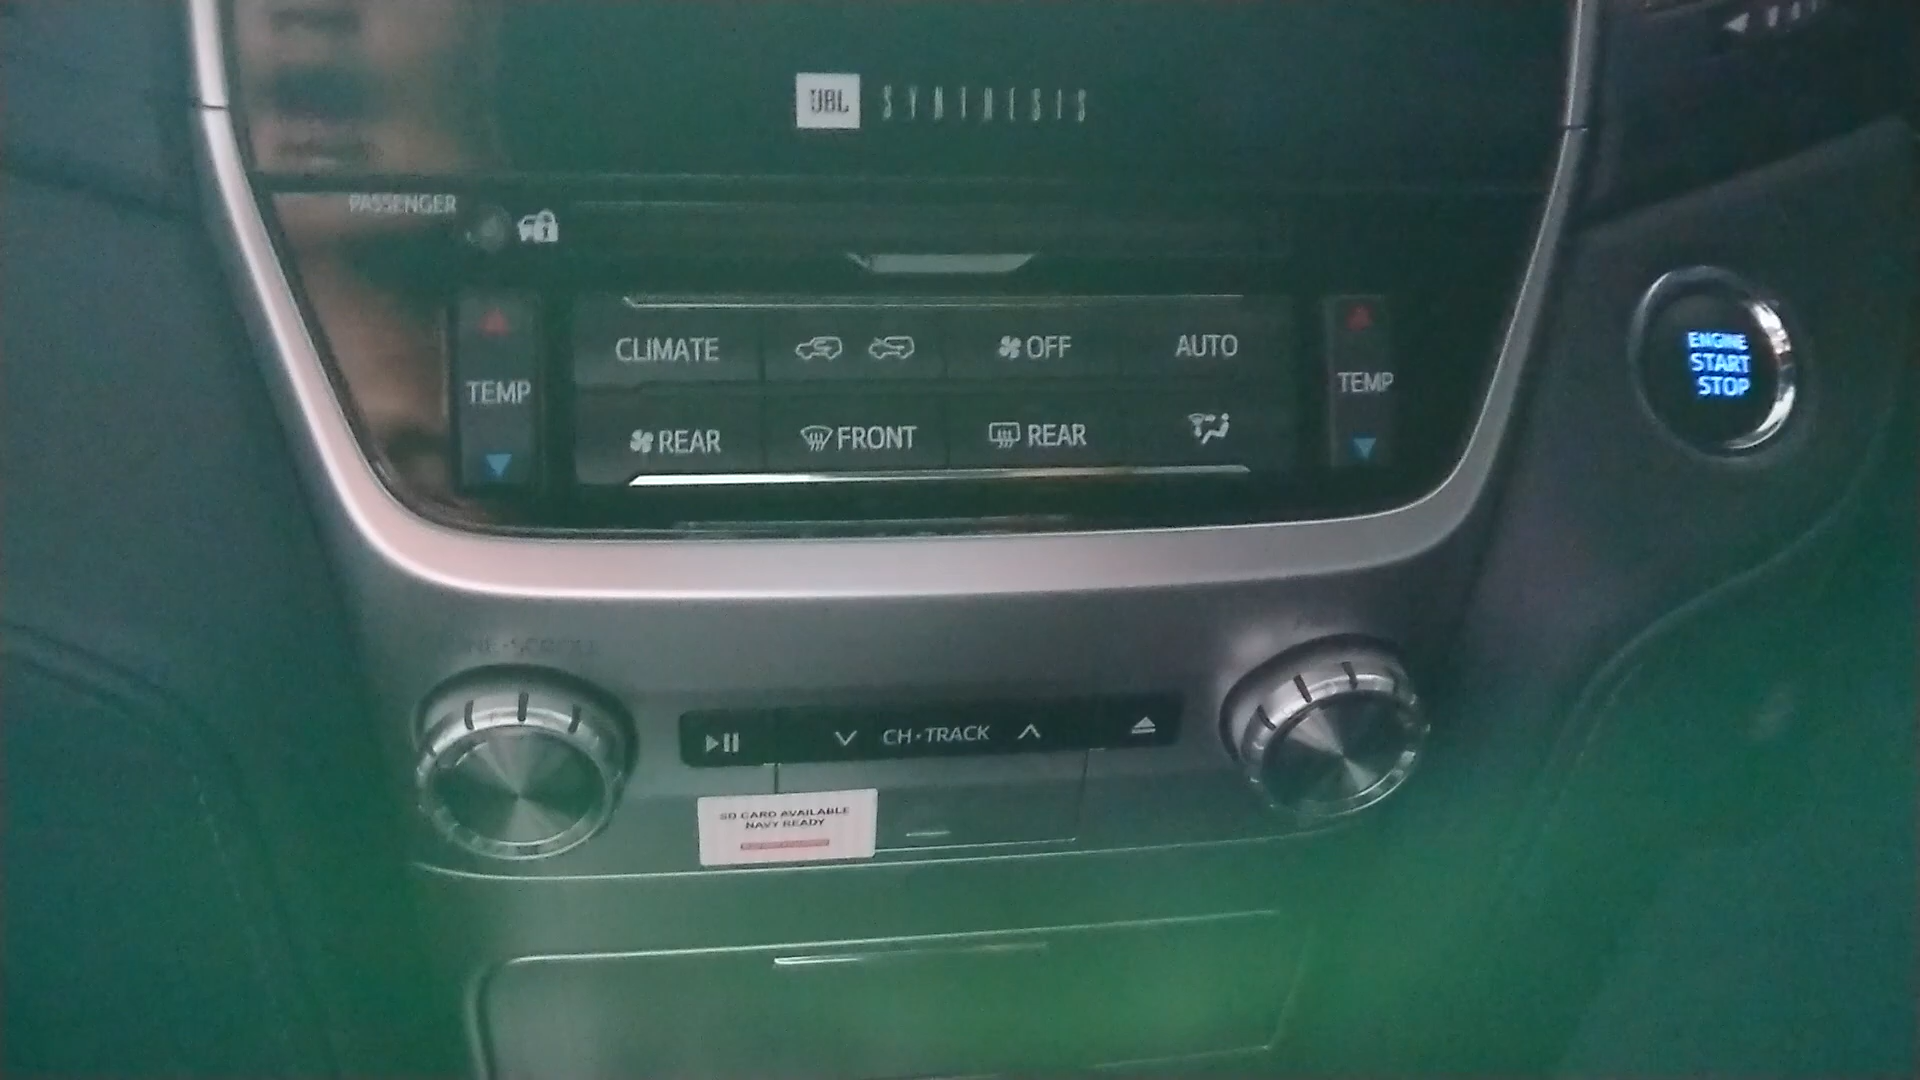 JBL SYNTHESIS
PASSENGER
TEMP
CLIMATE
OFF
AUTO
TEMP
REAR
FRONT
REAR
ENGINE
START
STOP
CH•TRACK
SD CARD AVAILABLE
NAVY READY